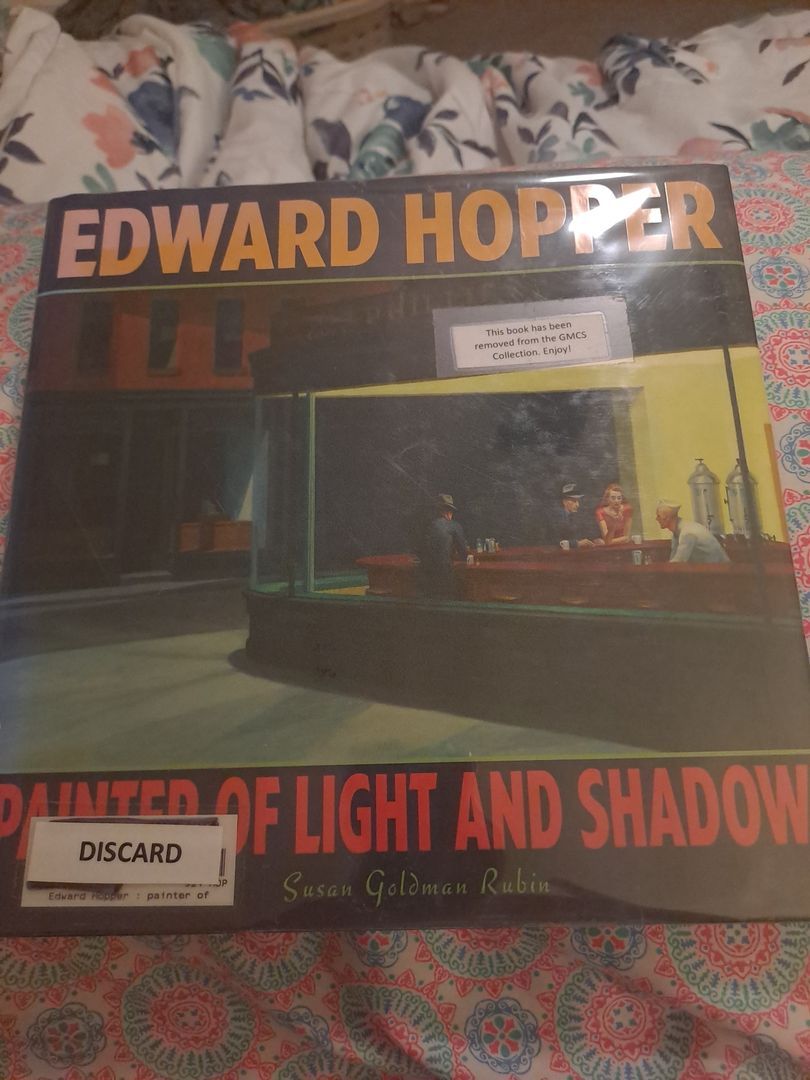 EDWARD HOPPER
This book has been
removed from the GMCS
Collection. Enjoy!
PAINTER OF LIGHT AND SHADOW
DISCARD
Edward Hopper : painter of
Susan Goldman Rubin